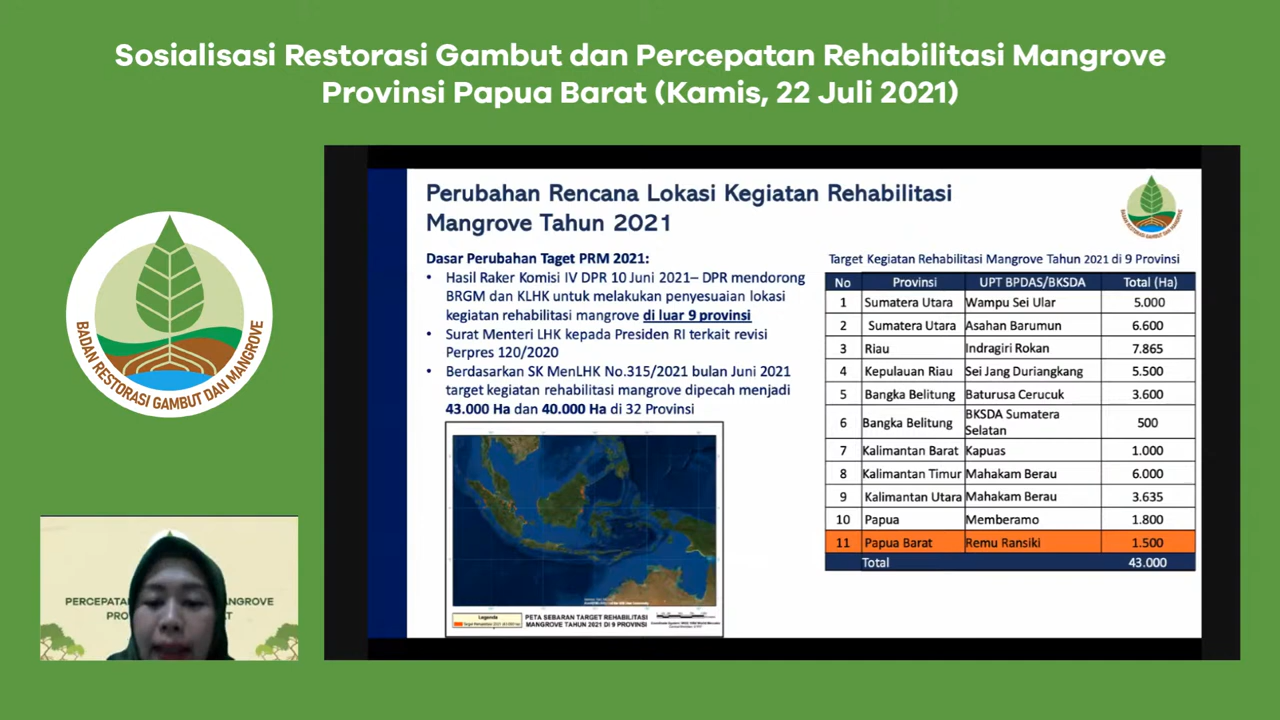 Sosialisasi Restorasi Gambut dan Percepatan Rehabilitasi Mangrove
Provinsi Papua Barat (Kamis, 22 Juli 2021)
BADAN RESTORASI GAMBUT DAN MANGROVE
PERCEPATAN
MANGROVE
Perubahan Rencana Lokasi Kegiatan Rehabilitasi
Mangrove Tahun 2021
BADAN RESTORASI GAMBUT DAN MANGROVE
Dasar Perubahan Taget PRM 2021:
• Hasil Raker Komisi IV DPR 10 Juni 2021– DPR mendorong
BRGM dan KLHK untuk melakukan penyesuaian lokasi
kegiatan rehabilitasi mangrove di luar 9 provinsi
• Surat Menteri LHK kepada Presiden RI terkait revisi
Perpres 120/2020
• Berdasarkan SK MenLHK No.315/2021 bulan Juni 2021
target kegiatan rehabilitasi mangrove dipecah menjadi
43.000 Ha dan 40.000 Ha di 32 Provinsi
Legenda
PETA SEBARAN TARGET REHABILITASI
MANGROVE TAHUN 2021 DI 9 PROVINSI
Target Kegiatan Rehabilitasi Mangrove Tahun 2021 di 9 Provinsi
No Provinsi UPT BPDAS/BKSDA Total (Ha)
1 Sumatera Utara Wampu Sei Ular 5.000
2 Sumatera Utara Asahan Barumun 6.600
3 Riau Indragiri Rokan 7.865
4 Kepulauan Riau Sei Jang Duriangkang 5.500
5 Bangka Belitung Baturusa Cerucuk 3.600
6 Bangka Belitung BKSDA Sumatera Selatan 500
7 Kalimantan Barat Kapuas 1.000
8 Kalimantan Timur Mahakam Berau 6.000
9 Kalimantan Utara Mahakam Berau 3.635
10 Papua Memberamo 1.800
11 Papua Barat Remu Ransiki 1.500
Total 43.000